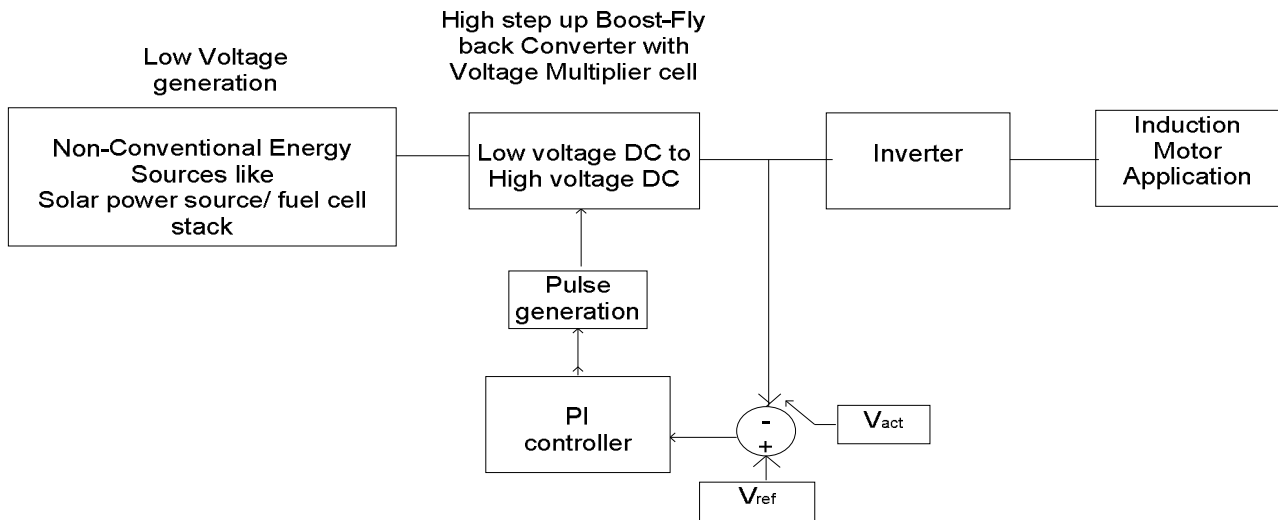 High step up Boost-Fly
back Converter with
Voltage Multiplier cell
Low Voltage
generation
Non-Conventional Energy
Sources like
Solar power source/ fuel cell
stack
Low voltage DC to
High voltage DC
Inverter
Induction
Motor
Application
Pulse
generation
PI
controller
-
+
Vact
Vref